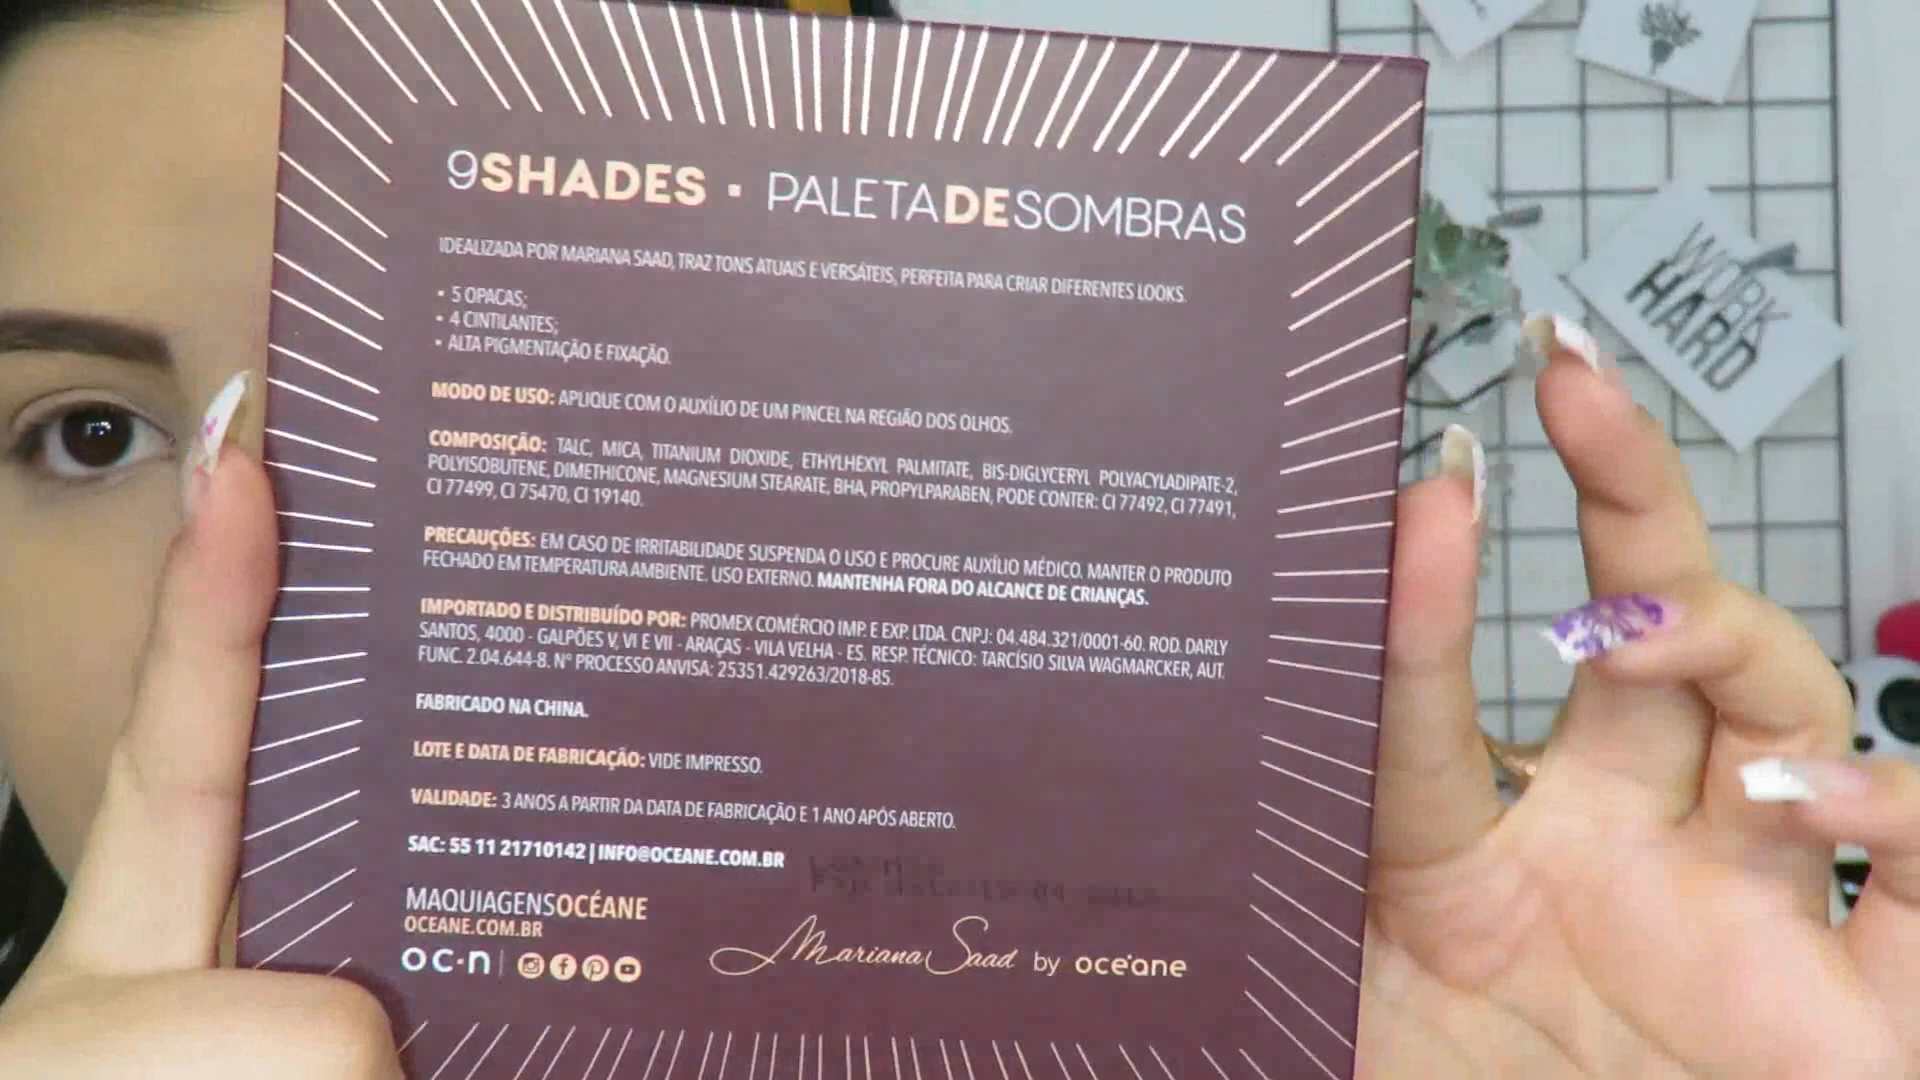 9SHADES · PALETADESOMBRAS
IDEALIZADA POR MARIANA SAAD, TRAZ TONS ATUAIS E VERSÁTEIS, PERFEITA PARA CRIAR DIFERENTES LOOKS.
• 5 OPACAS;
• 4 CINTILANTES;
• ALTA PIGMENTAÇÃO E FIXAÇÃO.
MODO DE USO: APLIQUE COM O AUXÍLIO DE UM PINCEL NA REGIÃO DOS OLHOS.
COMPOSIÇÃO: TALC, MICA, TITANIUM DIOXIDE, ETHYLHEXYL PALMITATE, BIS-DIGLYCERYL POLYACYLADIPATE-2,
POLYISOBUTENE, DIMETHICONE, MAGNESIUM STEARATE, BHA, PROPYLPARABEN, PODE CONTER: CI 77492, CI 77491,
CI 77499, CI 75470, CI 19140.
PRECAUÇÕES: EM CASO DE IRRITABILIDADE SUSPENDA O USO E PROCURE AUXÍLIO MÉDICO. MANTER O PRODUTO
FECHADO EM TEMPERATURA AMBIENTE. USO EXTERNO. MANTENHA FORA DO ALCANCE DE CRIANÇAS.
IMPORTADO E DISTRIBUÍDO POR: PROMEX COMÉRCIO IMP. E EXP. LTDA. CNPJ: 04.484.321/0001-60. ROD. DARLY
SANTOS, 4000 - GALPÕES V, VI E VII - ARAÇAS - VILA VELHA - ES. RESP. TÉCNICO: TARCÍSIO SILVA WAGMARCKER, AUT.
FUNC. 2.04.644-8. N° PROCESSO ANVISA: 25351.429263/2018-85.
FABRICADO NA CHINA.
LOTE E DATA DE FABRICAÇÃO: VIDE IMPRESSO.
VALIDADE: 3 ANOS A PARTIR DA DATA DE FABRICAÇÃO E 1 ANO APÓS ABERTO.
SAC: 55 11 21710142 | INFO@OCEANE.COM.BR
MAQUIAGENSOCÉANE
OCEANE.COM.BR
oc·n
Mariana Saad by océane
WORK
HARD